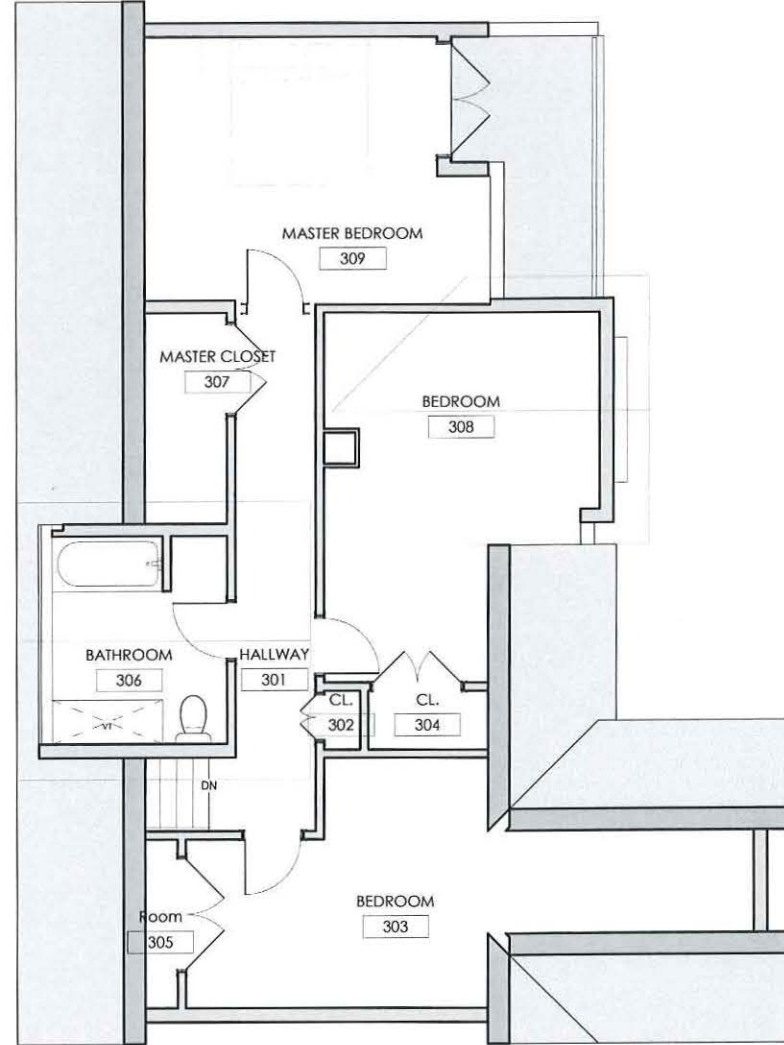 MASTER BEDROOM
309
MASTER CLOSET
307
BEDROOM
308
BATHROOM
306
HALLWAY
301
CL.
302
CL.
304
DN
BEDROOM
303
Room
305